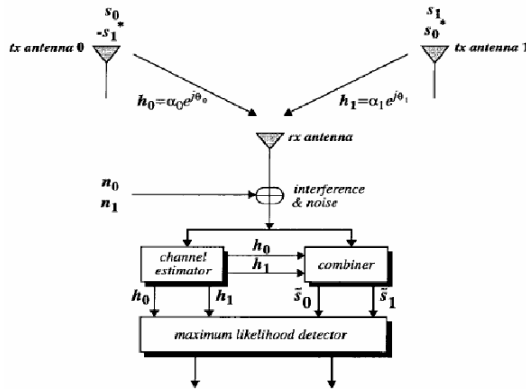 s₀ s₁
-s₁* s₀*
tx antenna 0 tx antenna 1
h₀=α₀e^{jθ₀} h₁=α₁e^{jθ₁}
rx antenna
n₀
n₁
interference
& noise
channel
estimator
h₀
h₁
combiner
h₀ h₁ s̃₀ s̃₁
maximum likelihood detector